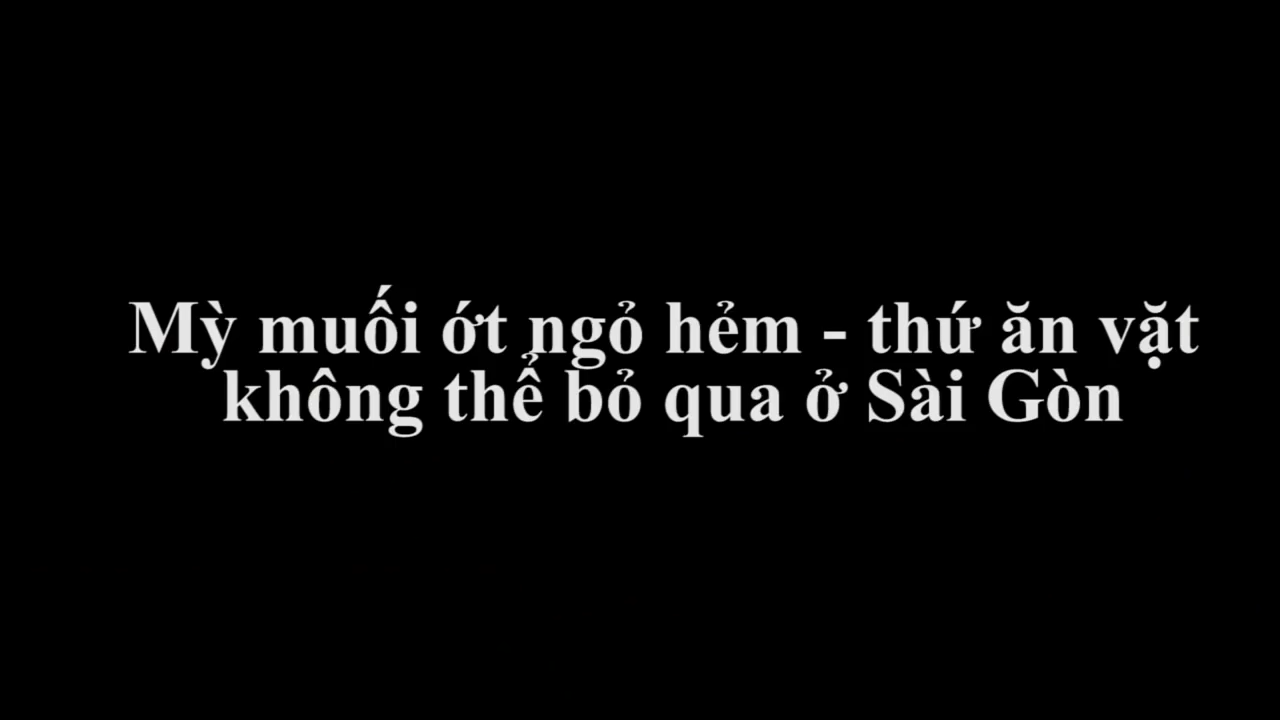 Mỳ muối ớt ngỏ hẻm - thứ ăn vặt
không thể bỏ qua ở Sài Gòn